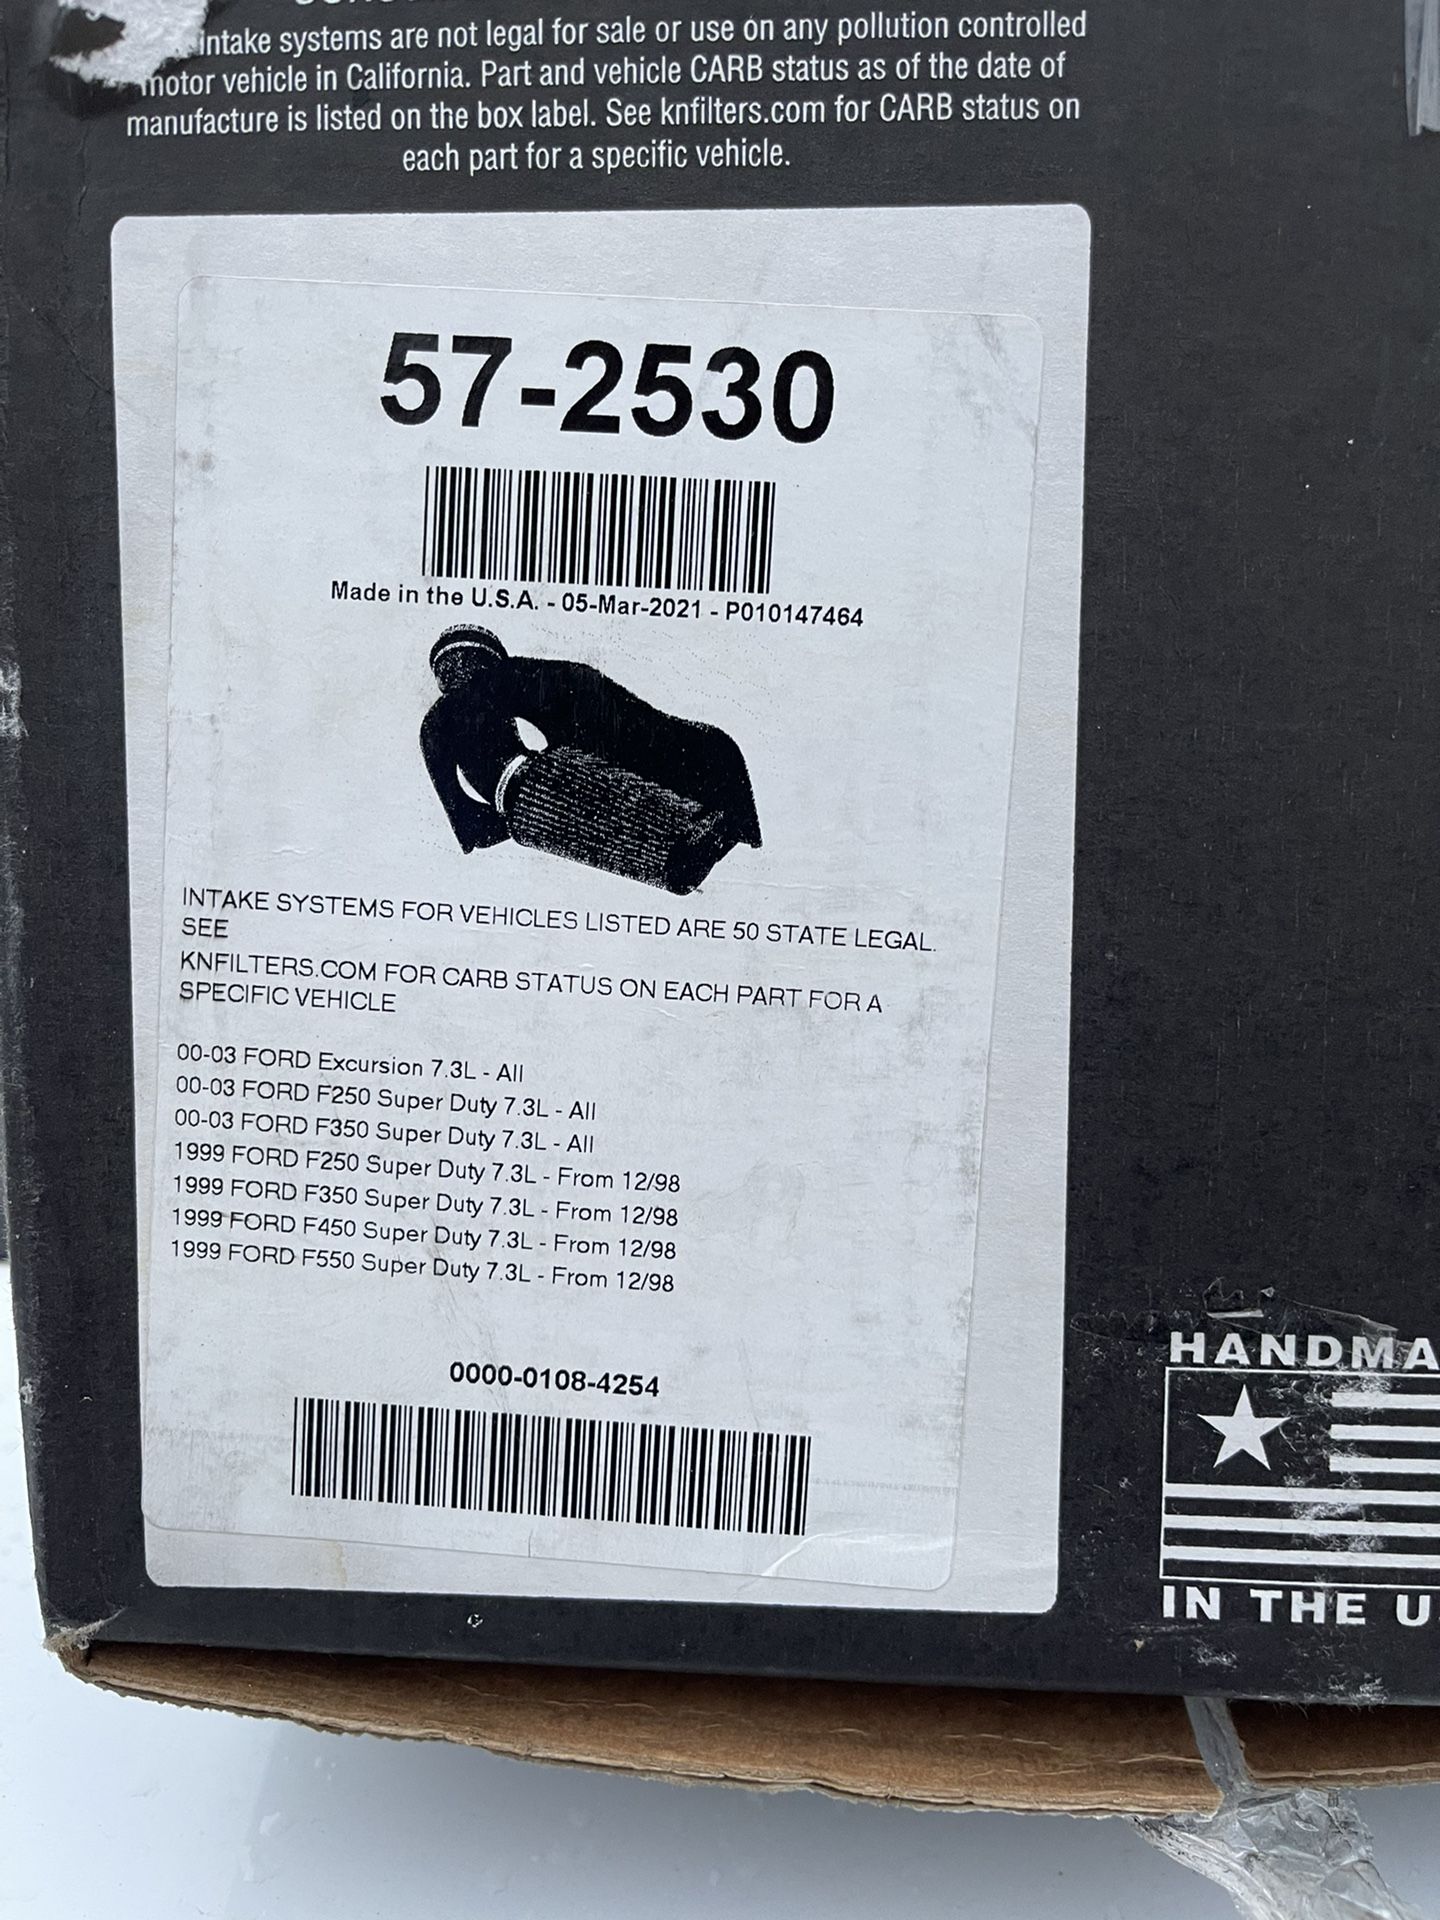 intake systems are not legal for sale or use on any pollution controlled
motor vehicle in California. Part and vehicle CARB status as of the date of
manufacture is listed on the box label. See knfilters.com for CARB status on
each part for a specific vehicle.
57-2530
Made in the U.S.A. - 05-Mar-2021 - P010147464
INTAKE SYSTEMS FOR VEHICLES LISTED ARE 50 STATE LEGAL.
SEE
KNFILTERS.COM FOR CARB STATUS ON EACH PART FOR A
SPECIFIC VEHICLE
00-03 FORD Excursion 7.3L - All
00-03 FORD F250 Super Duty 7.3L - All
00-03 FORD F350 Super Duty 7.3L - All
1999 FORD F250 Super Duty 7.3L - From 12/98
1999 FORD F350 Super Duty 7.3L - From 12/98
1999 FORD F450 Super Duty 7.3L - From 12/98
1999 FORD F550 Super Duty 7.3L - From 12/98
0000-0108-4254
HANDMA
IN THE U.